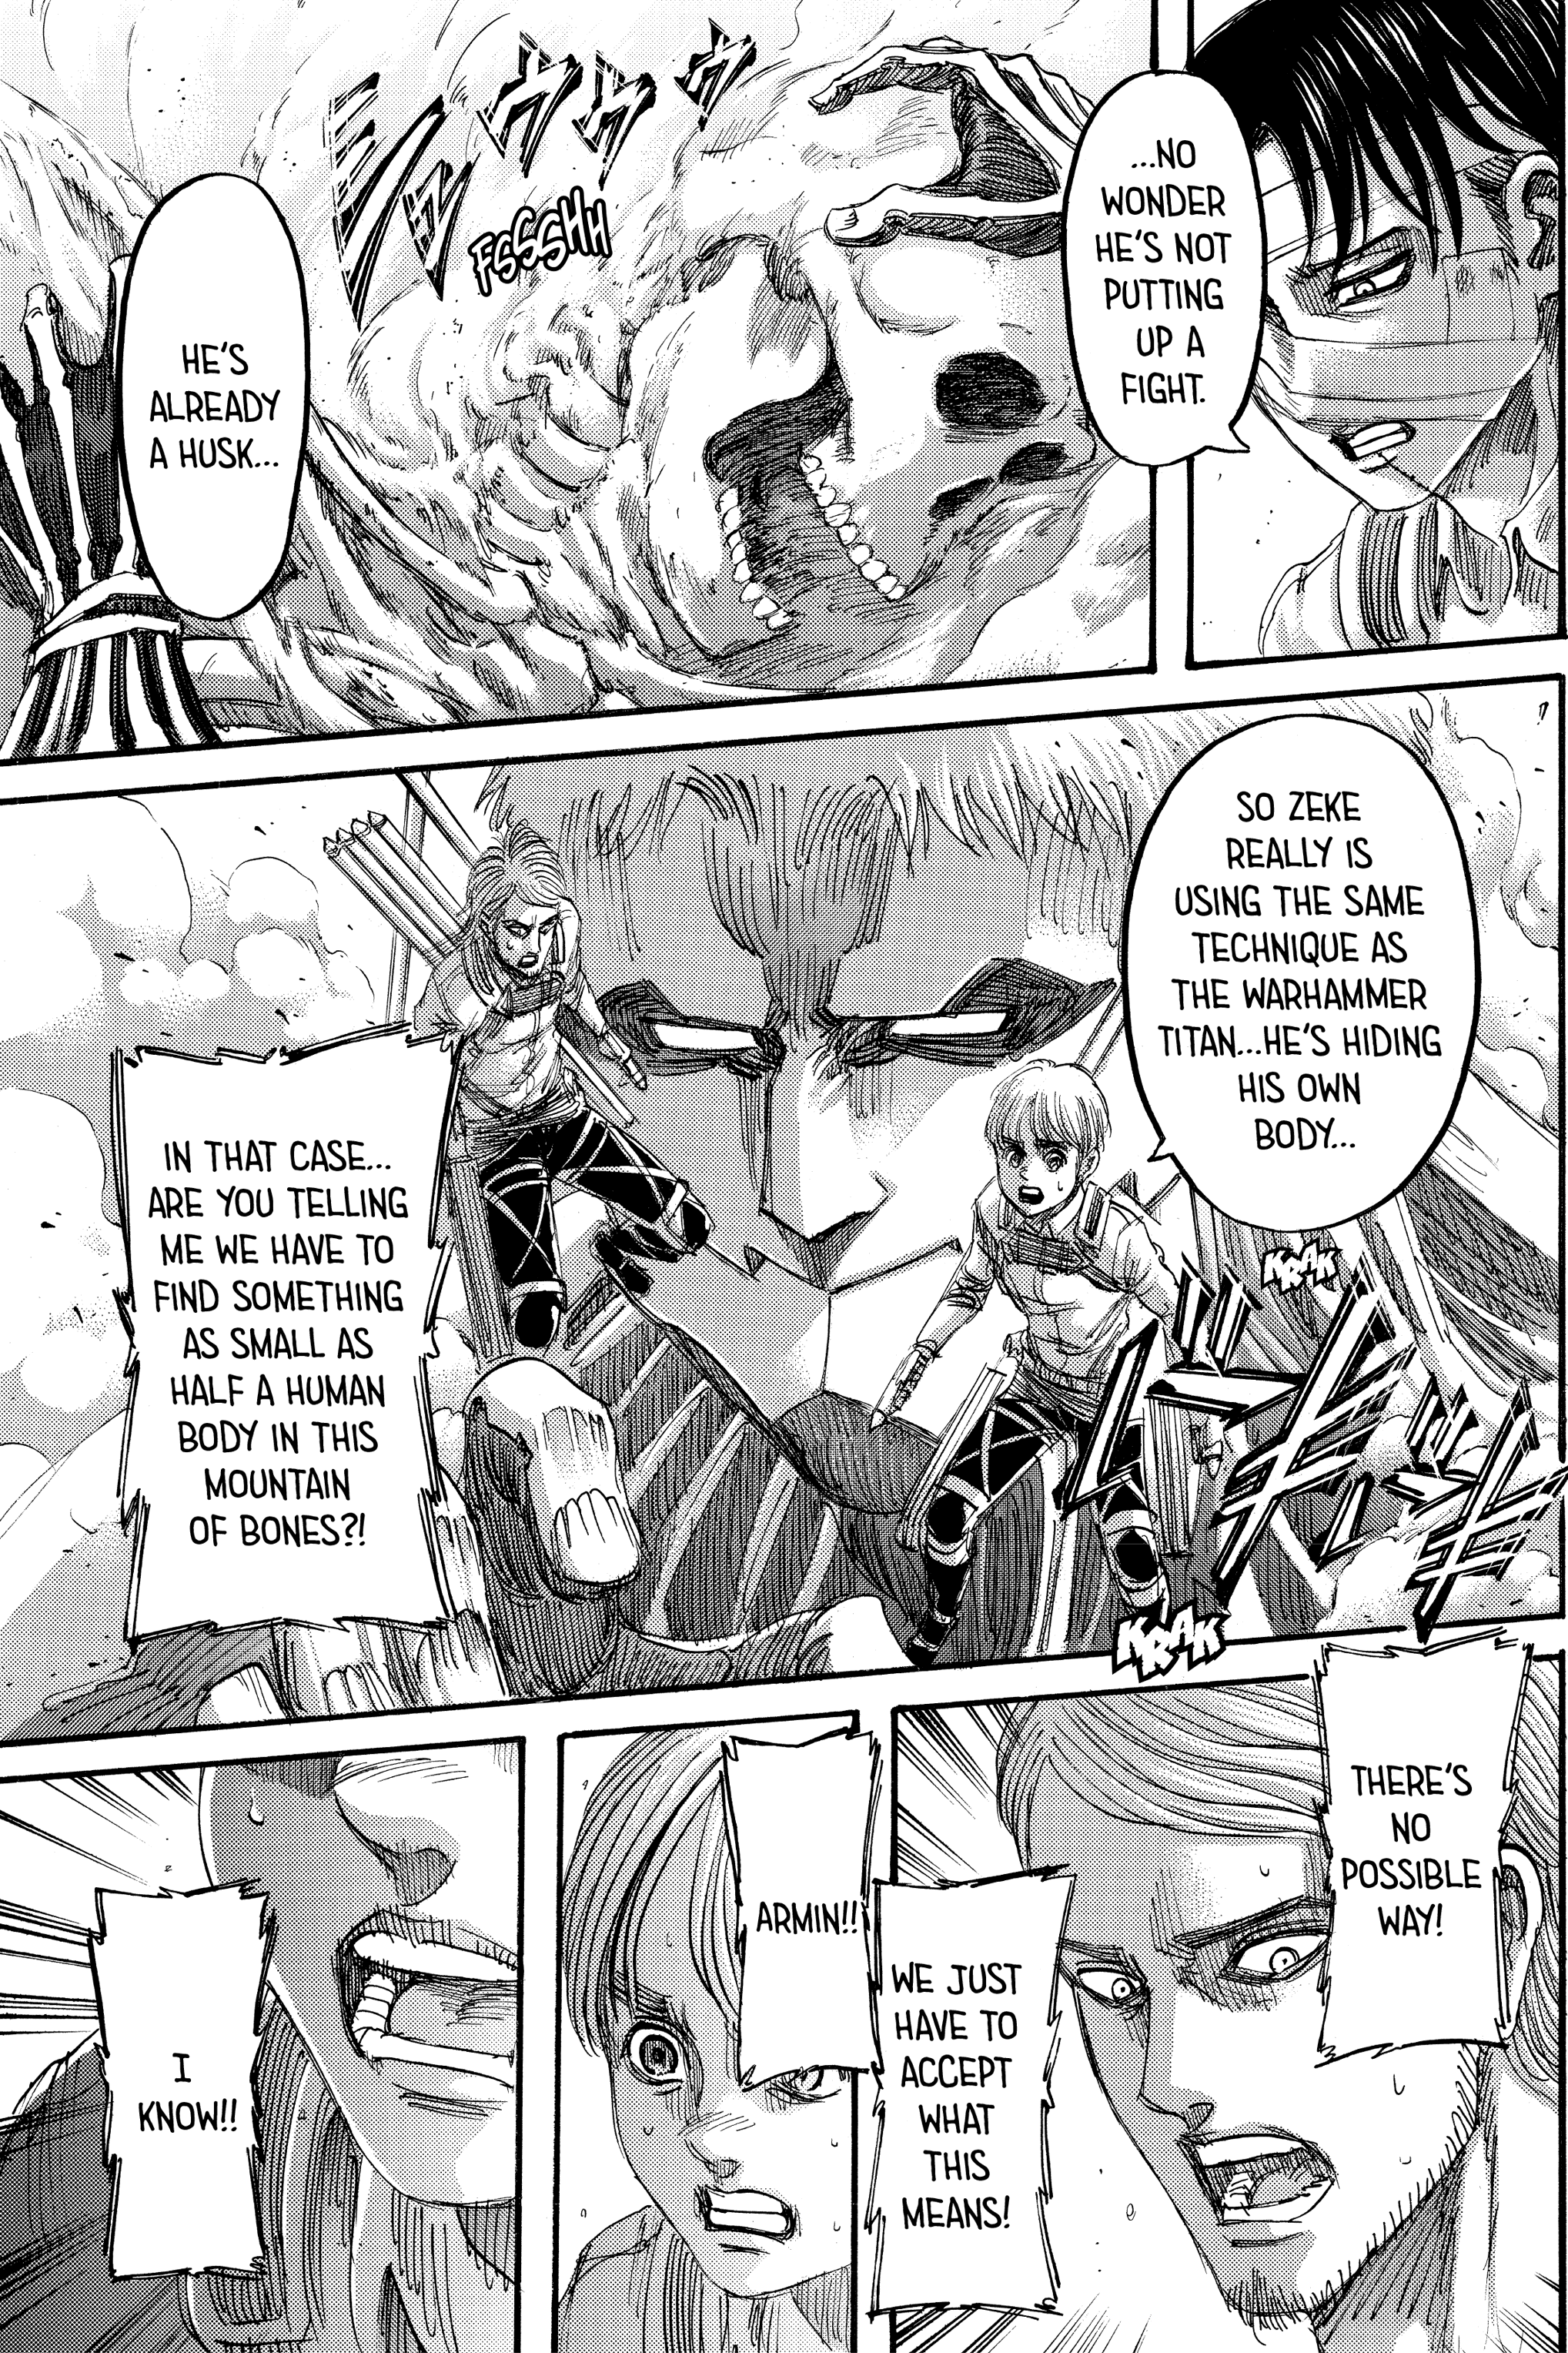 ...NO
WONDER
HE'S NOT
PUTTING
UP A
FIGHT.
FSSSSHH
HE'S
ALREADY
A HUSK...
SO ZEKE
REALLY IS
USING THE SAME
TECHNIQUE AS
THE WARHAMMER
TITAN...HE'S HIDING
HIS OWN
BODY...
KRAK
KRAK
IN THAT CASE...
ARE YOU TELLING
ME WE HAVE TO
FIND SOMETHING
AS SMALL AS
HALF A HUMAN
BODY IN THIS
MOUNTAIN
OF BONES?!
THERE'S
NO
POSSIBLE
WAY!
WE JUST
HAVE TO
ACCEPT
WHAT
THIS
MEANS!
ARMIN!!
I
KNOW!!